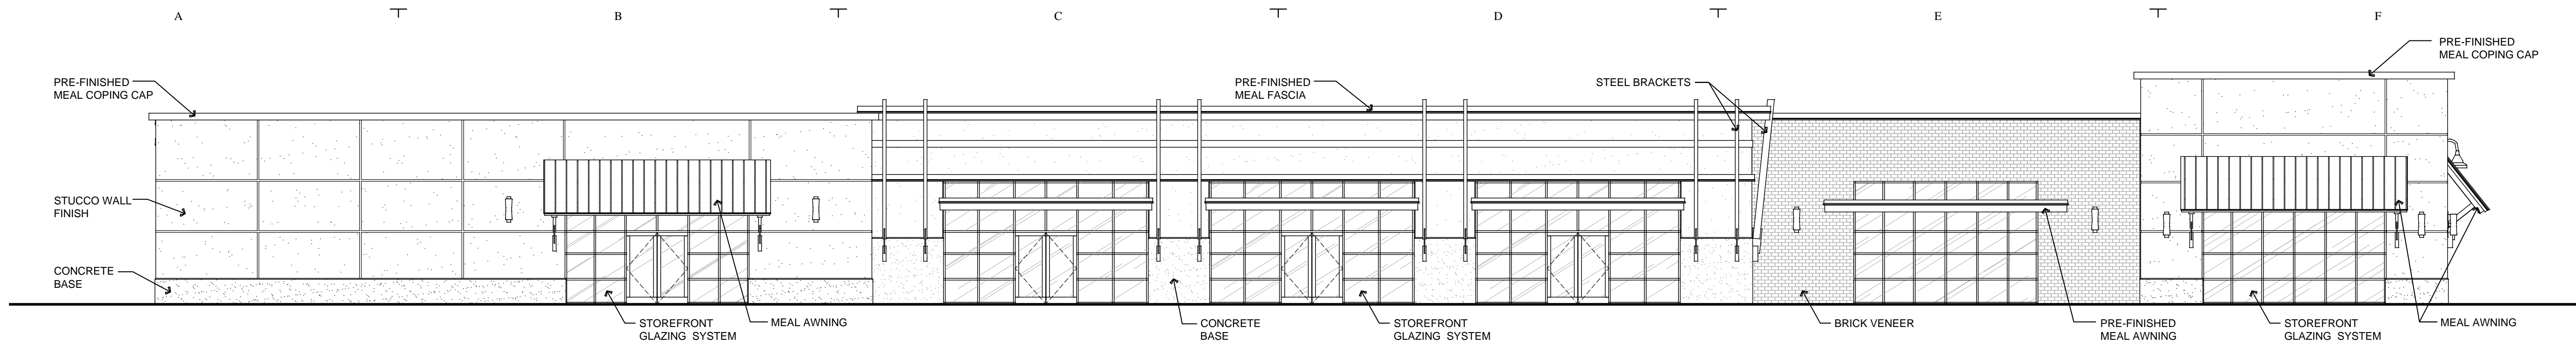 A
B
C
D
E
F
PRE-FINISHED
MEAL COPING CAP
PRE-FINISHED
MEAL FASCIA
STEEL BRACKETS
PRE-FINISHED
MEAL COPING CAP
STUCCO WALL
FINISH
CONCRETE
BASE
STOREFRONT
GLAZING SYSTEM
MEAL AWNING
CONCRETE
BASE
STOREFRONT
GLAZING SYSTEM
BRICK VENEER
PRE-FINISHED
MEAL AWNING
STOREFRONT
GLAZING SYSTEM
MEAL AWNING